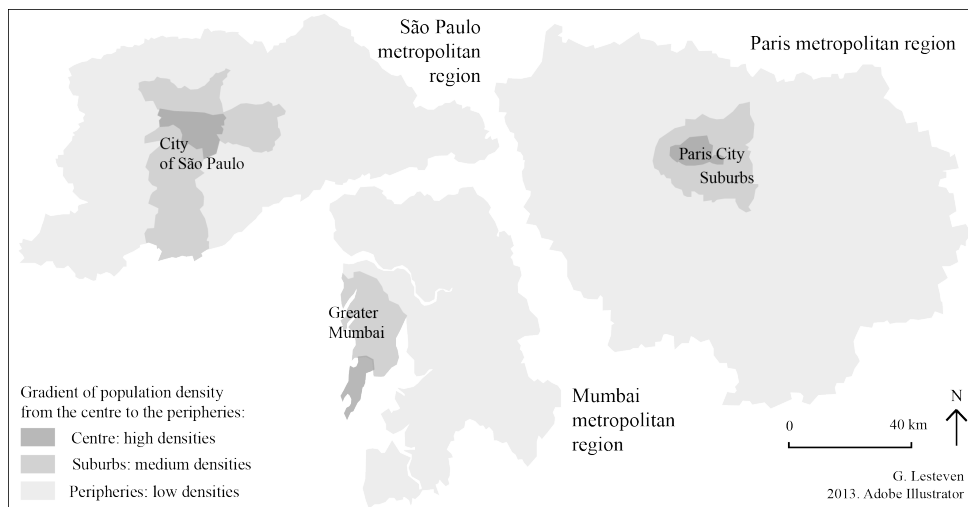 São Paulo
metropolitan
region
Paris metropolitan region
City
of São Paulo
Paris City
Suburbs
Greater
Mumbai
Mumbai
metropolitan
region
Gradient of population density
from the centre to the peripheries:
Centre: high densities
Suburbs: medium densities
Peripheries: low densities
N
0 40 km
G. Lesteven
2013. Adobe Illustrator